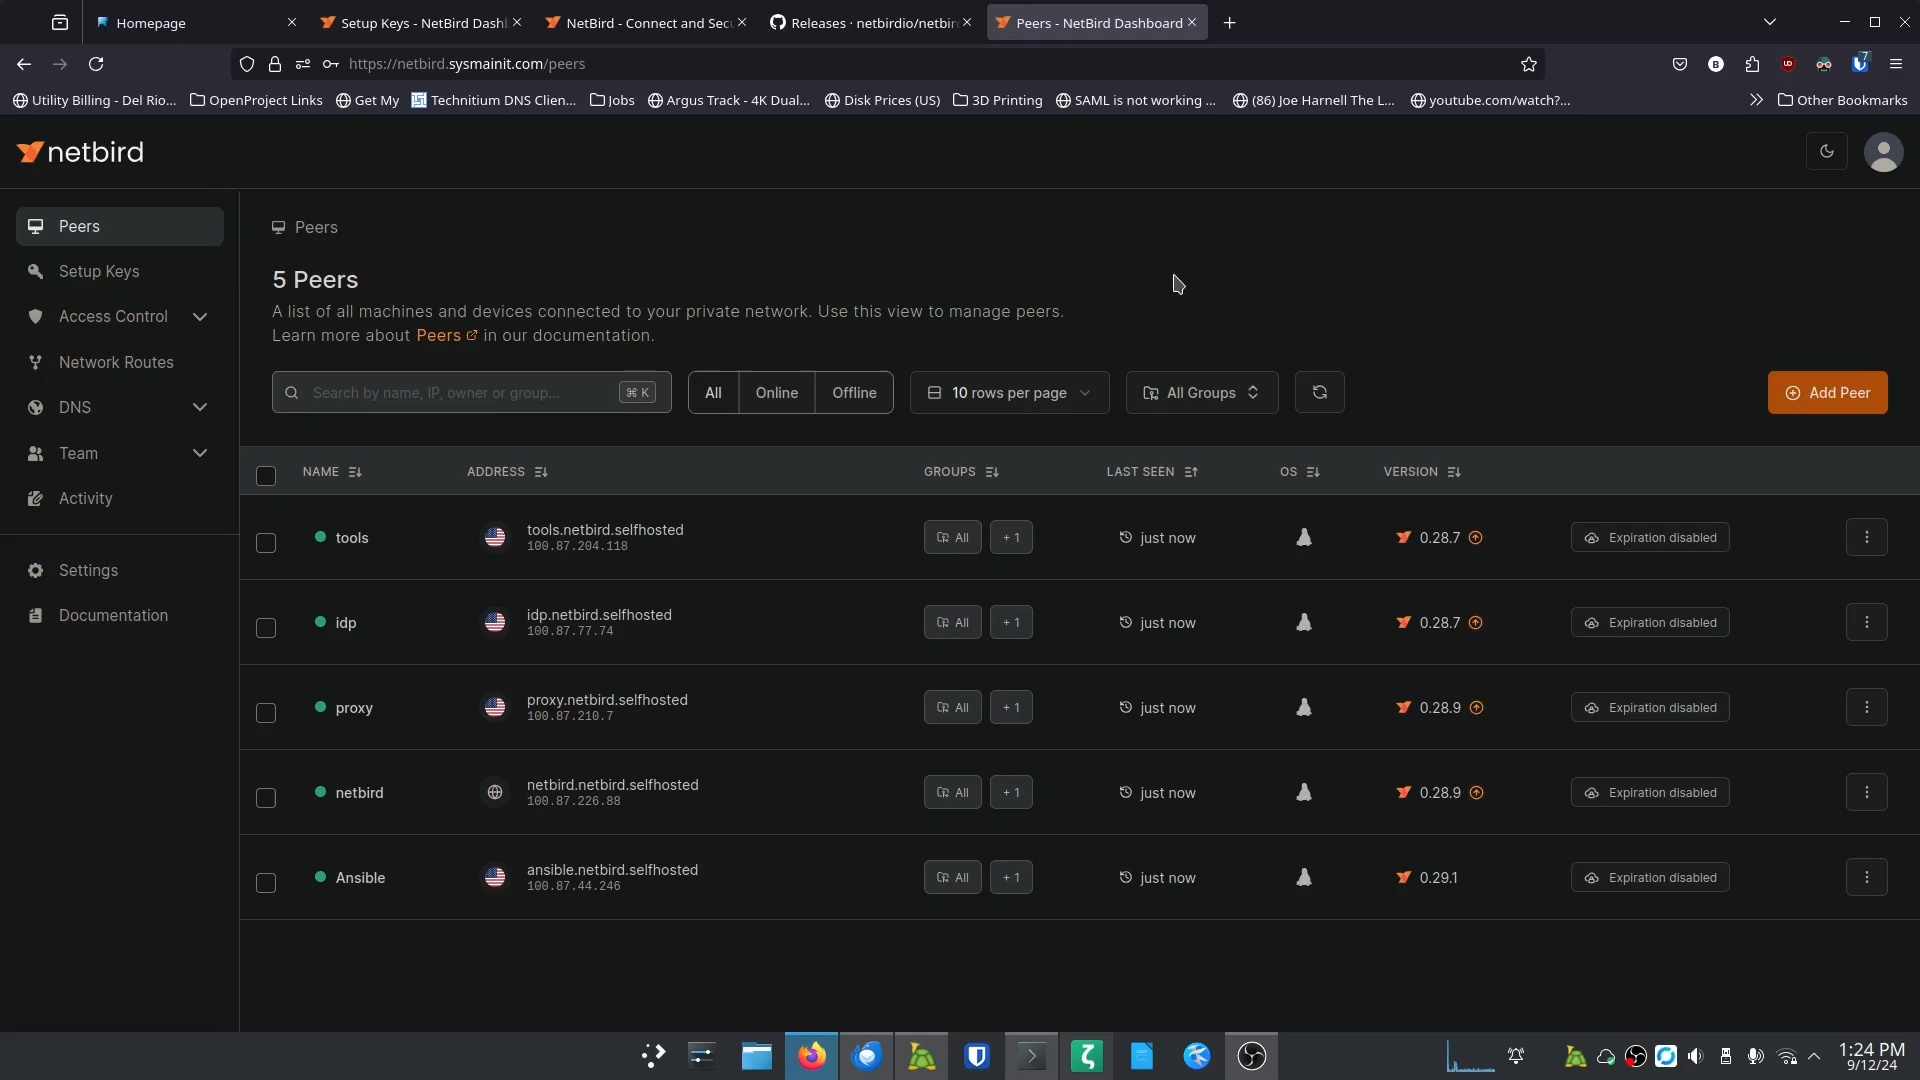 Homepage
Setup Keys - NetBird Dashl
NetBird - Connect and Sec
Releases · netbirdio/netbir
Peers - NetBird Dashboard
https://netbird.sysmainit.com/peers
Utility Billing - Del Rio...
OpenProject Links
Get My
Technitium DNS Clien...
Jobs
Argus Track - 4K Dual...
Disk Prices (US)
3D Printing
SAML is not working ...
(86) Joe Harnell The L...
youtube.com/watch?...
Other Bookmarks
netbird
Peers
Setup Keys
Access Control
Network Routes
DNS
Team
Activity
Settings
Documentation
Peers
5 Peers
A list of all machines and devices connected to your private network. Use this view to manage peers.
Learn more about Peers in our documentation.
Search by name, IP, owner or group... ⌘ K
All Online Offline
10 rows per page
All Groups
Add Peer
NAME ADDRESS GROUPS LAST SEEN OS VERSION
tools tools.netbird.selfhosted All + 1 just now 0.28.7 Expiration disabled
100.87.204.118
idp idp.netbird.selfhosted All + 1 just now 0.28.7 Expiration disabled
100.87.77.74
proxy proxy.netbird.selfhosted All + 1 just now 0.28.9 Expiration disabled
100.87.210.7
netbird netbird.netbird.selfhosted All + 1 just now 0.28.9 Expiration disabled
100.87.226.88
Ansible ansible.netbird.selfhosted All + 1 just now 0.29.1 Expiration disabled
100.87.44.246
1:24 PM
9/12/24